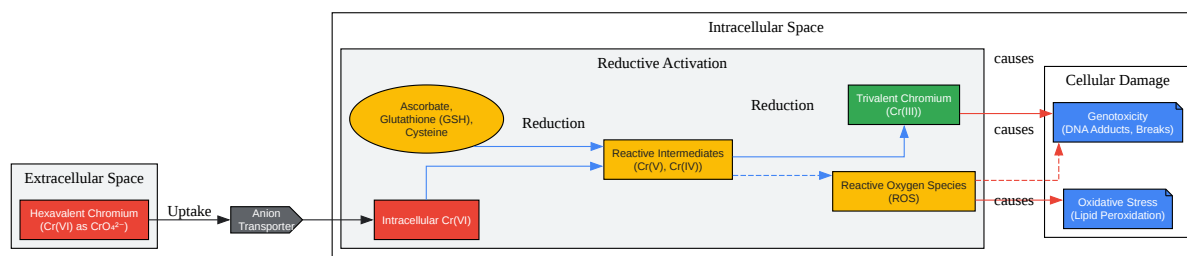 Intracellular Space
Reductive Activation
causes
Cellular Damage
Ascorbate,
Glutathione (GSH),
Cysteine
Reduction
Reduction
Trivalent Chromium
(Cr(III))
causes
Genotoxicity
(DNA Adducts, Breaks)
Reactive Intermediates
(Cr(V), Cr(IV))
Extracellular Space
Reactive Oxygen Species
(ROS)
causes
Oxidative Stress
(Lipid Peroxidation)
Hexavalent Chromium
(Cr(VI) as CrO₄²⁻)
Uptake
Anion
Transporter
Intracellular Cr(VI)